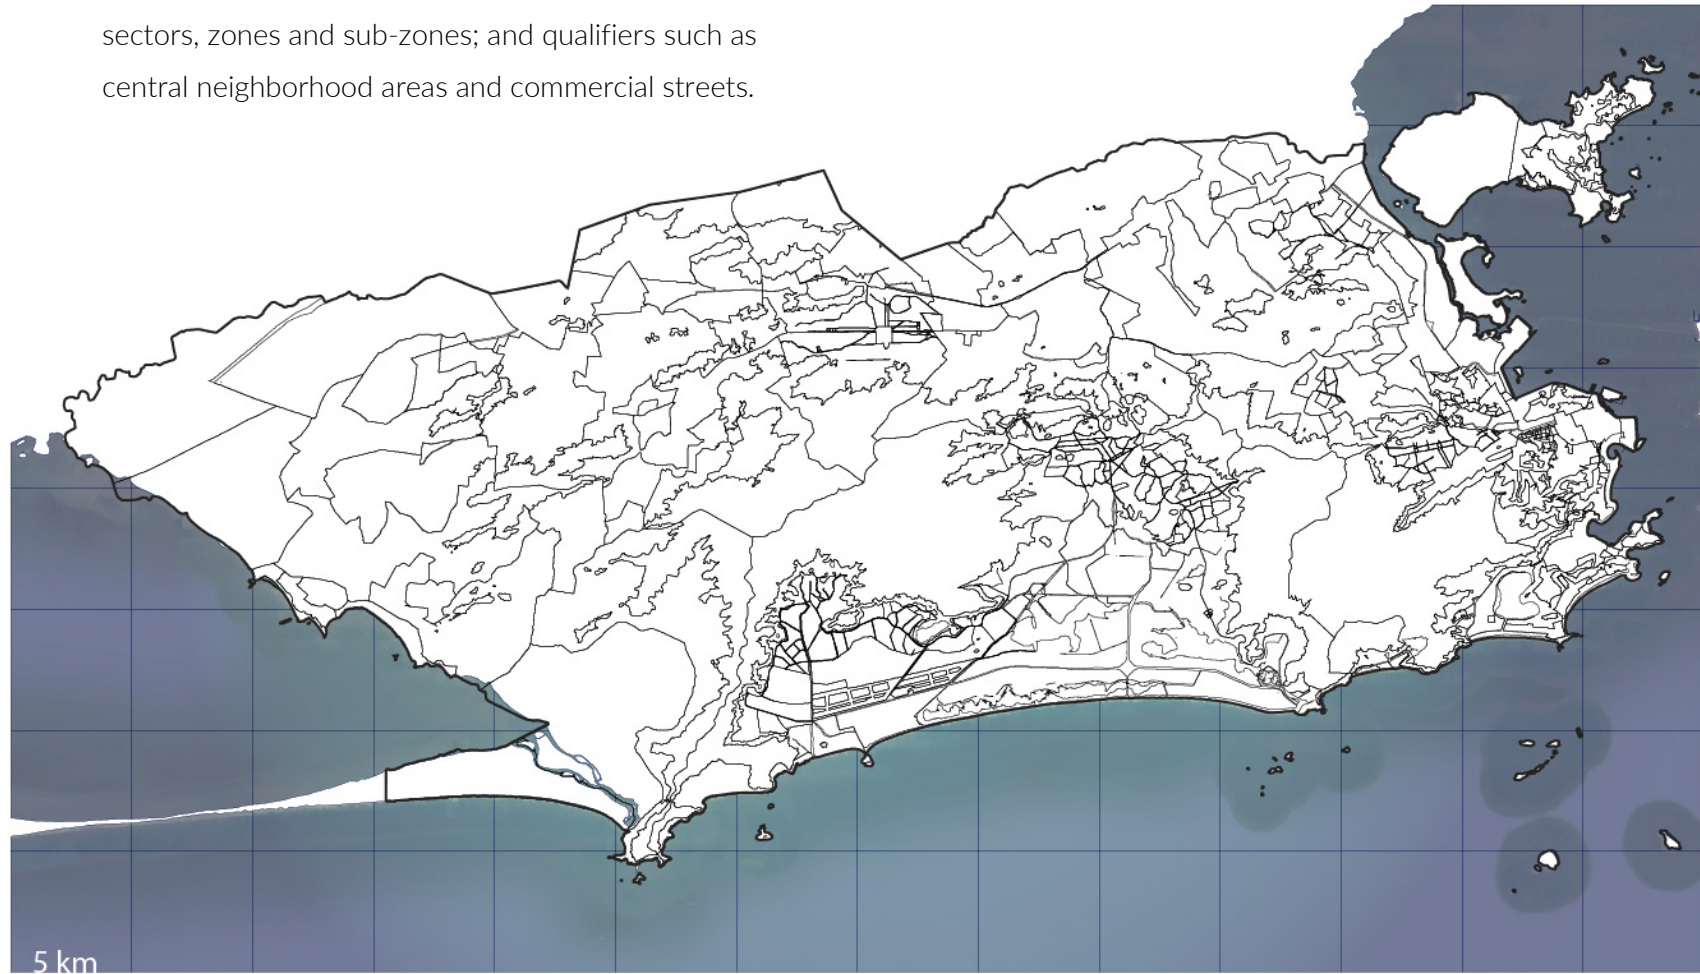 sectors, zones and sub-zones; and qualifiers such as
central neighborhood areas and commercial streets.
5 km